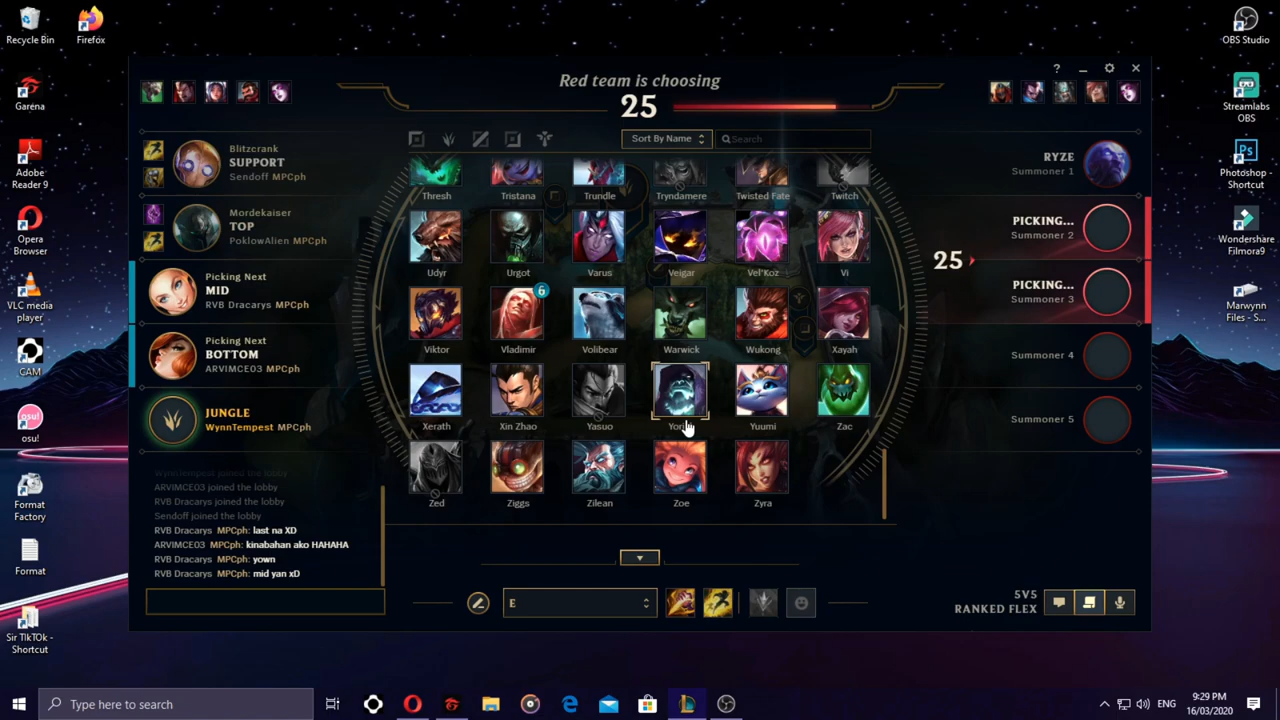 Recycle Bin
Firefox
Garena
Adobe
Reader 9
Opera
Browser
VLC media
player
CAM
osu!
osu!
Format
Factory
Format
Sir TIkTOk -
Shortcut
OBS Studio
Streamlabs
OBS
Ps
Photoshop -
Shortcut
Wondershare
Filmora9
Marwynn
Files - S...
?
Red team is choosing
25
Sort By Name
Search
Blitzcrank
SUPPORT
Sendoff MPCph
Mordekaiser
TOP
PoklowAlien MPCph
Picking Next
MID
RVB Dracarys MPCph
Picking Next
BOTTOM
ARVIMCE03 MPCph
JUNGLE
WynnTempest MPCph
Wynntempest joined the lobby
ARVIMCE03 joined the lobby
RVB Dracarys joined the lobby
Sendoff joined the lobby
RVB Dracarys MPCph: last na XD
ARVIMCE03 MPCph: kinabahan ako HAHAHA
RVB Dracarys MPCph: yown
RVB Dracarys MPCph: mid yan xD
Thresh Tristana Trundle Tryndamere Twisted Fate Twitch
Udyr Urgot Varus Veigar Vel'Koz Vi
6
Viktor Vladimir Volibear Warwick Wukong Xayah
Xerath Xin Zhao Yasuo Yorick Yuumi Zac
Zed Ziggs Zilean Zoe Zyra
E
RYZE
Summoner 1
PICKING...
Summoner 2
25
PICKING...
Summoner 3
Summoner 4
Summoner 5
5V5
RANKED FLEX
Type here to search
ENG
9:29 PM
16/03/2020